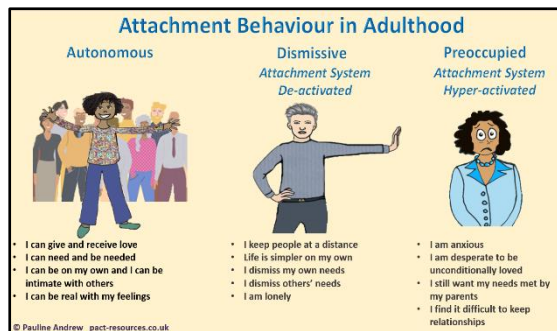 Attachment Behaviour in Adulthood
Autonomous
Dismissive
Attachment System
De-activated
Preoccupied
Attachment System
Hyper-activated
• I can give and receive love
• I can need and be needed
• I can be on my own and I can be
intimate with others
• I can be real with my feelings
• I keep people at a distance
• Life is simpler on my own
• I dismiss my own needs
• I dismiss others’ needs
• I am lonely
• I am anxious
• I am desperate to be
unconditionally loved
• I still want my needs met by
my parents
• I find it difficult to keep
relationships
© Pauline Andrew pact-resources.co.uk